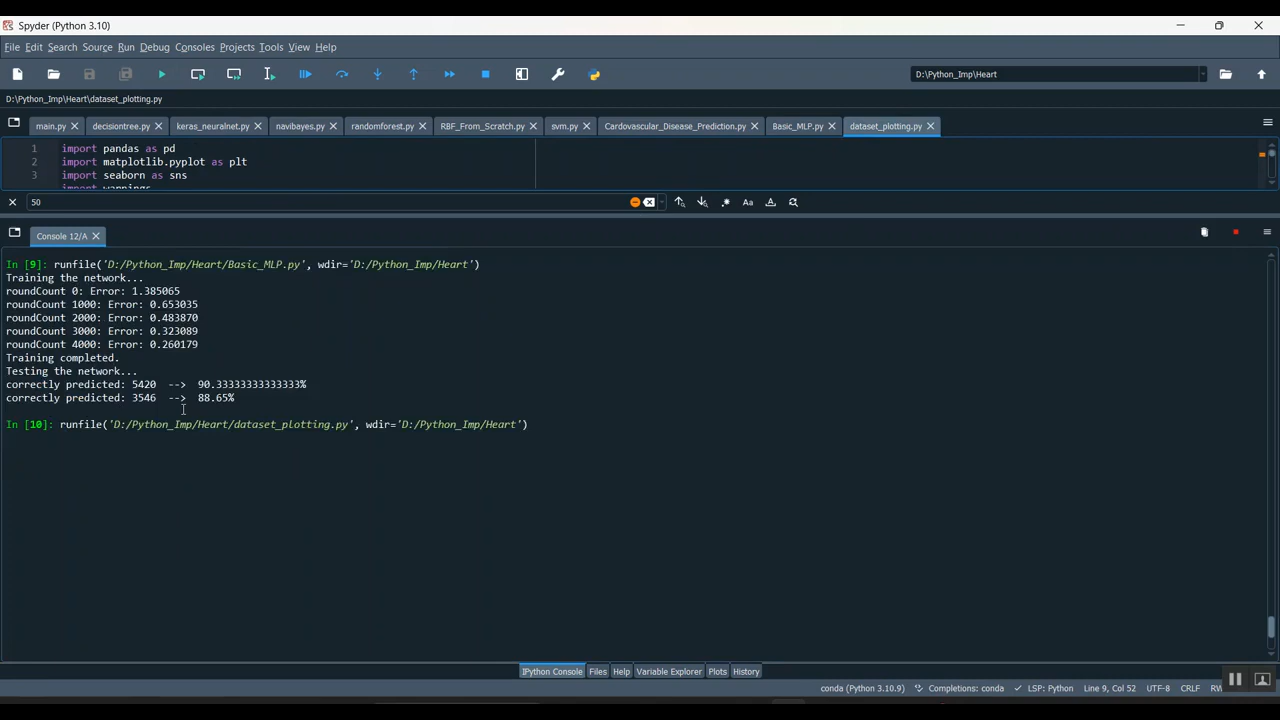 Spyder (Python 3.10)
File Edit Search Source Run Debug Consoles Projects Tools View Help
D:\Python_Imp\Heart
D:\Python_Imp\Heart\dataset_plotting.py
main.py decisiontree.py keras_neuralnet.py navibayes.py randomforest.py RBF_From_Scratch.py svm.py Cardovascular_Disease_Prediction.py Basic_MLP.py dataset_plotting.py
1 import pandas as pd
2 import matplotlib.pyplot as plt
3 import seaborn as sns
import warnings
50 Aa
Console 12/A
In [9]: runfile('D:/Python_Imp/Heart/Basic_MLP.py', wdir='D:/Python_Imp/Heart')
Training the network...
roundCount 0: Error: 1.385065
roundCount 1000: Error: 0.653035
roundCount 2000: Error: 0.483870
roundCount 3000: Error: 0.323089
roundCount 4000: Error: 0.260179
Training completed.
Testing the network...
correctly predicted: 5420 --> 90.33333333333333%
correctly predicted: 3546 --> 88.65%
In [10]: runfile('D:/Python_Imp/Heart/dataset_plotting.py', wdir='D:/Python_Imp/Heart')
IPython Console Files Help Variable Explorer Plots History
conda (Python 3.10.9) Completions: conda LSP: Python Line 9, Col 52 UTF-8 CRLF RW